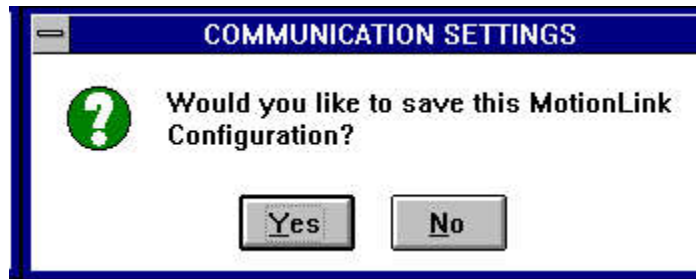 COMMUNICATION SETTINGS
Would you like to save this MotionLink
Configuration?
Yes No